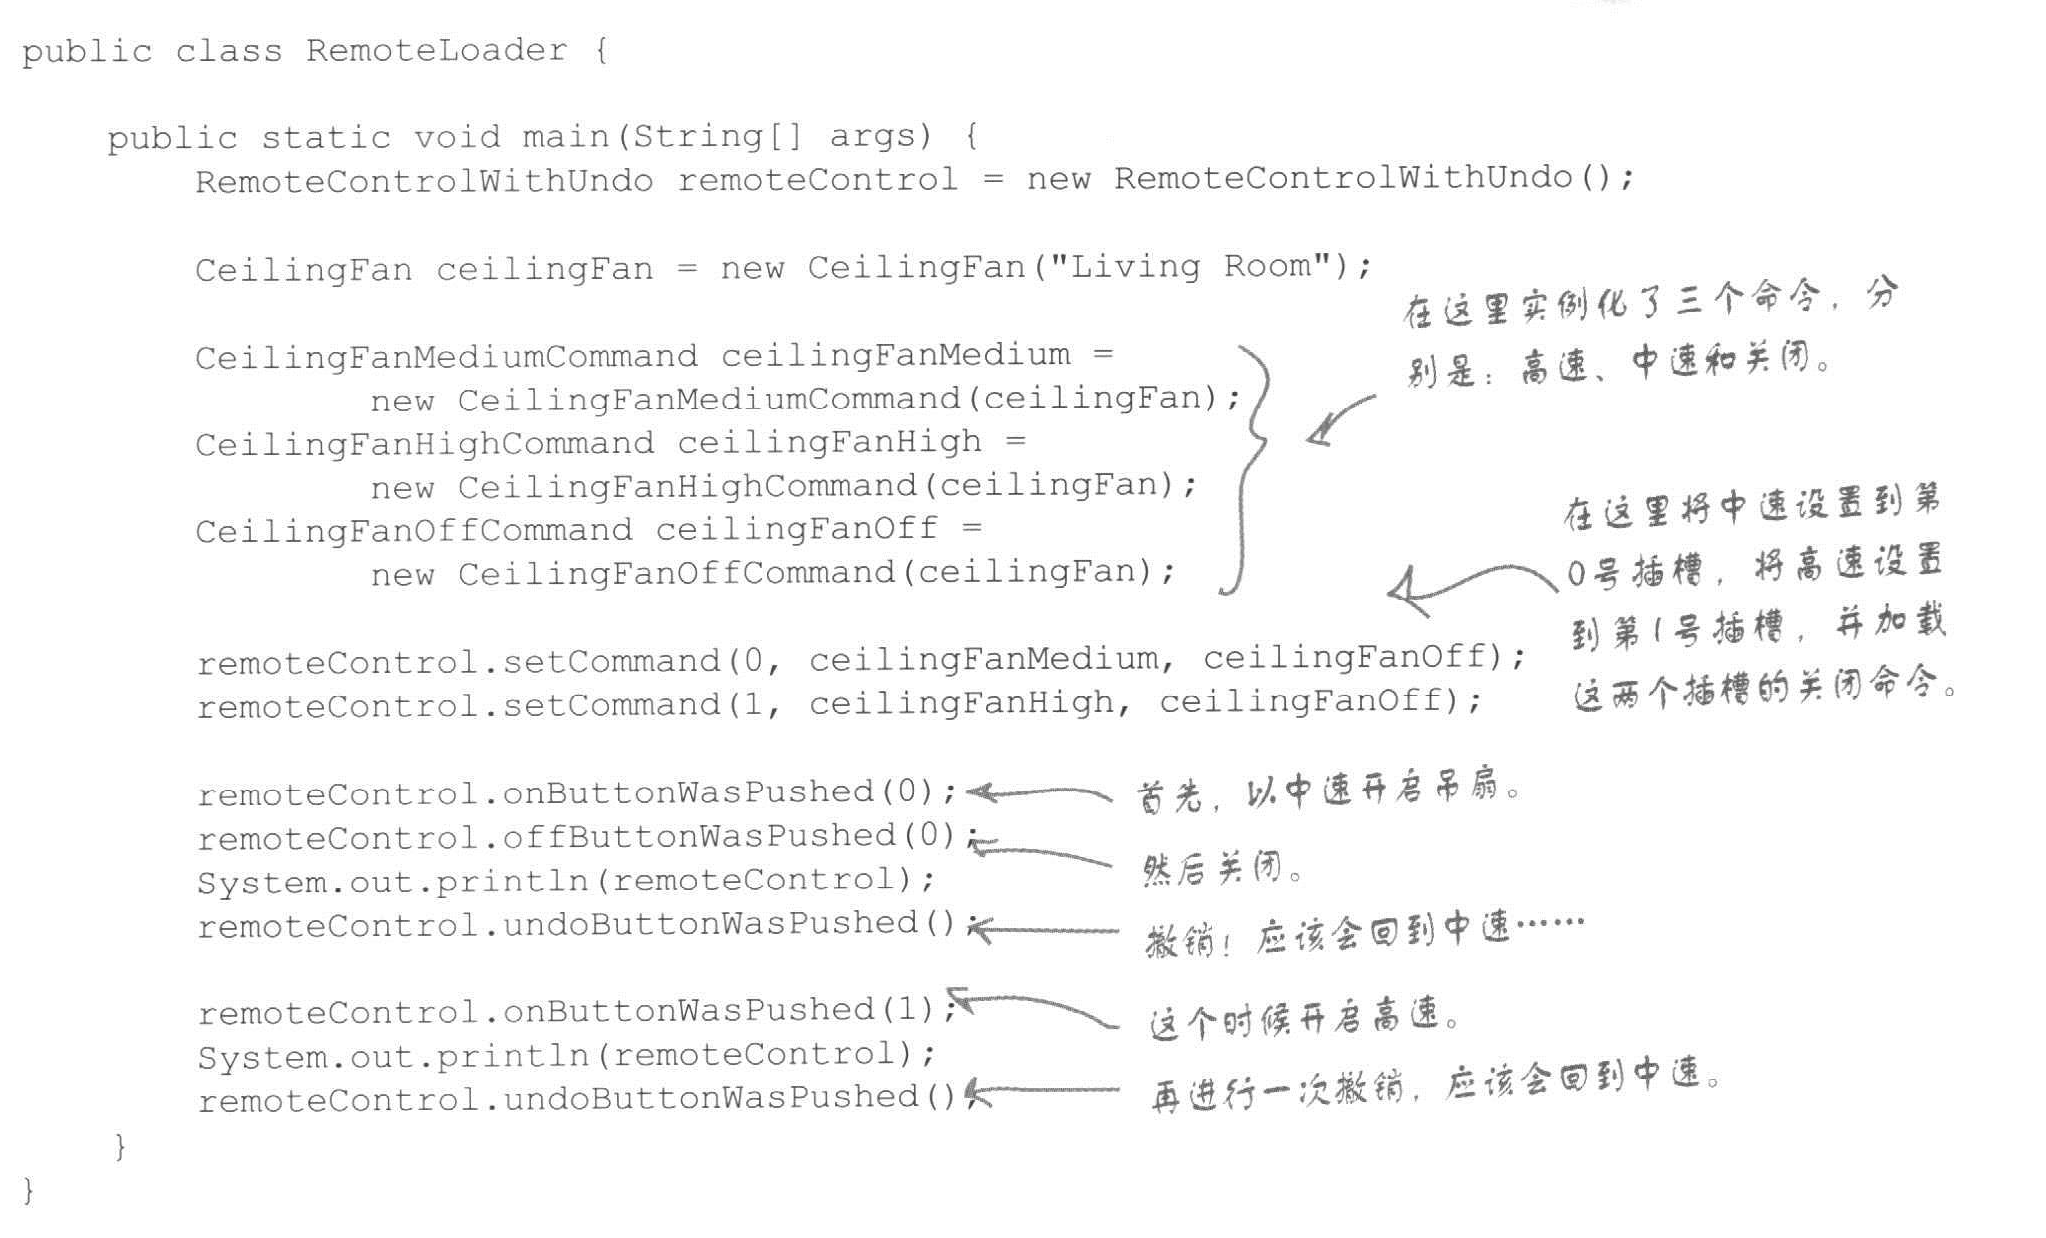 public class RemoteLoader {
public static void main(String[] args) {
RemoteControlWithUndo remoteControl = new RemoteControlWithUndo();
CeilingFan ceilingFan = new CeilingFan("Living Room");
在这里实例化了三个命令，分
别是：高速、中速和关闭。
CeilingFanMediumCommand ceilingFanMedium =
new CeilingFanMediumCommand(ceilingFan);
CeilingFanHighCommand ceilingFanHigh =
new CeilingFanHighCommand(ceilingFan);
CeilingFanOffCommand ceilingFanOff =
new CeilingFanOffCommand(ceilingFan);
在这里将中速设置到第
0号插槽，将高速设置
到第1号插槽，并加载
这两个插槽的关闭命令。
remoteControl.setCommand(0, ceilingFanMedium, ceilingFanOff);
remoteControl.setCommand(1, ceilingFanHigh, ceilingFanOff);
remoteControl.onButtonWasPushed(0);
首先，以中速开启吊扇。
remoteControl.offButtonWasPushed(0);
然后关闭。
System.out.println(remoteControl);
remoteControl.undoButtonWasPushed();
撤销！应该会回到中速……
remoteControl.onButtonWasPushed(1);
这个时候开启高速。
System.out.println(remoteControl);
remoteControl.undoButtonWasPushed();
再进行一次撤销，应该会回到中速。
}
}